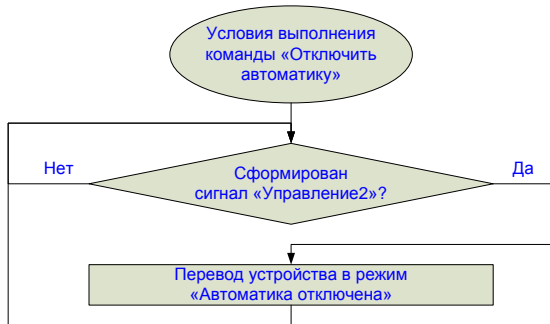 Условия выполнения
команды «Отключить
автоматику»
Нет
Да
Сформирован
сигнал «Управление2»?
Перевод устройства в режим
«Автоматика отключена»